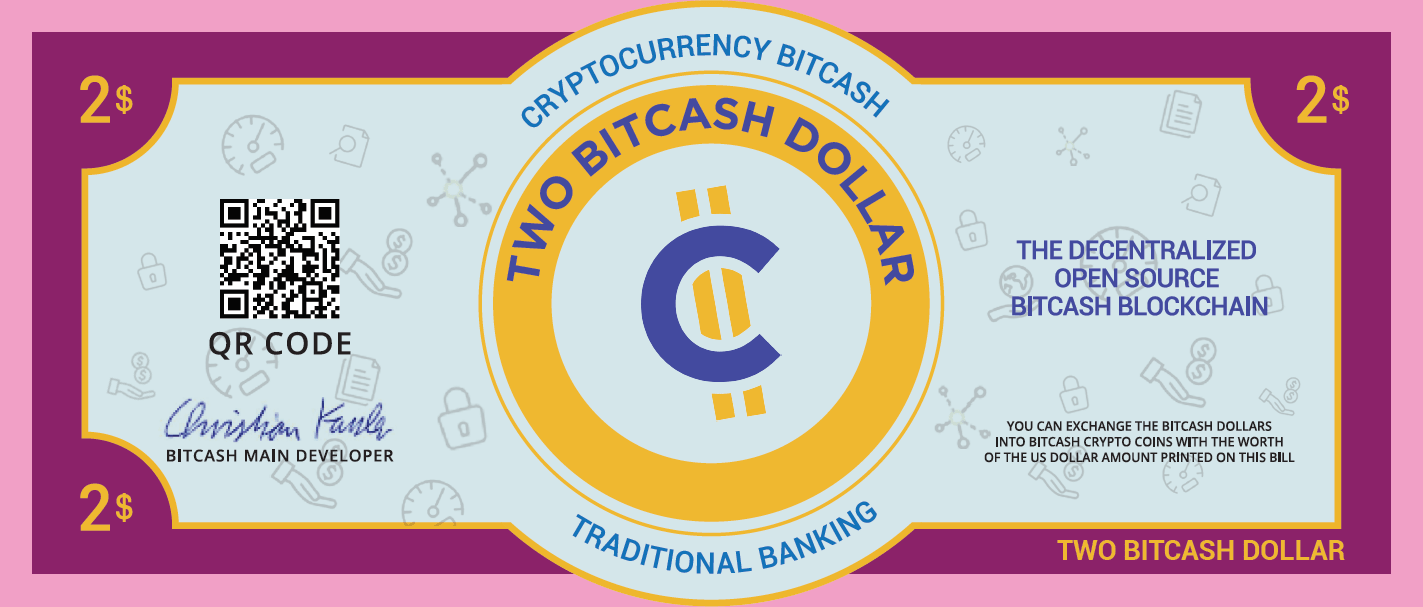 2$
2$
CRYPTOCURRENCY BITCASH
TWO BITCASH DOLLAR
QR CODE
Christian Kassler
BITCASH MAIN DEVELOPER
THE DECENTRALIZED
OPEN SOURCE
BITCASH BLOCKCHAIN
YOU CAN EXCHANGE THE BITCASH DOLLARS
INTO BITCASH CRYPTO COINS WITH THE WORTH
OF THE US DOLLAR AMOUNT PRINTED ON THIS BILL
2$
TRADITIONAL BANKING
TWO BITCASH DOLLAR